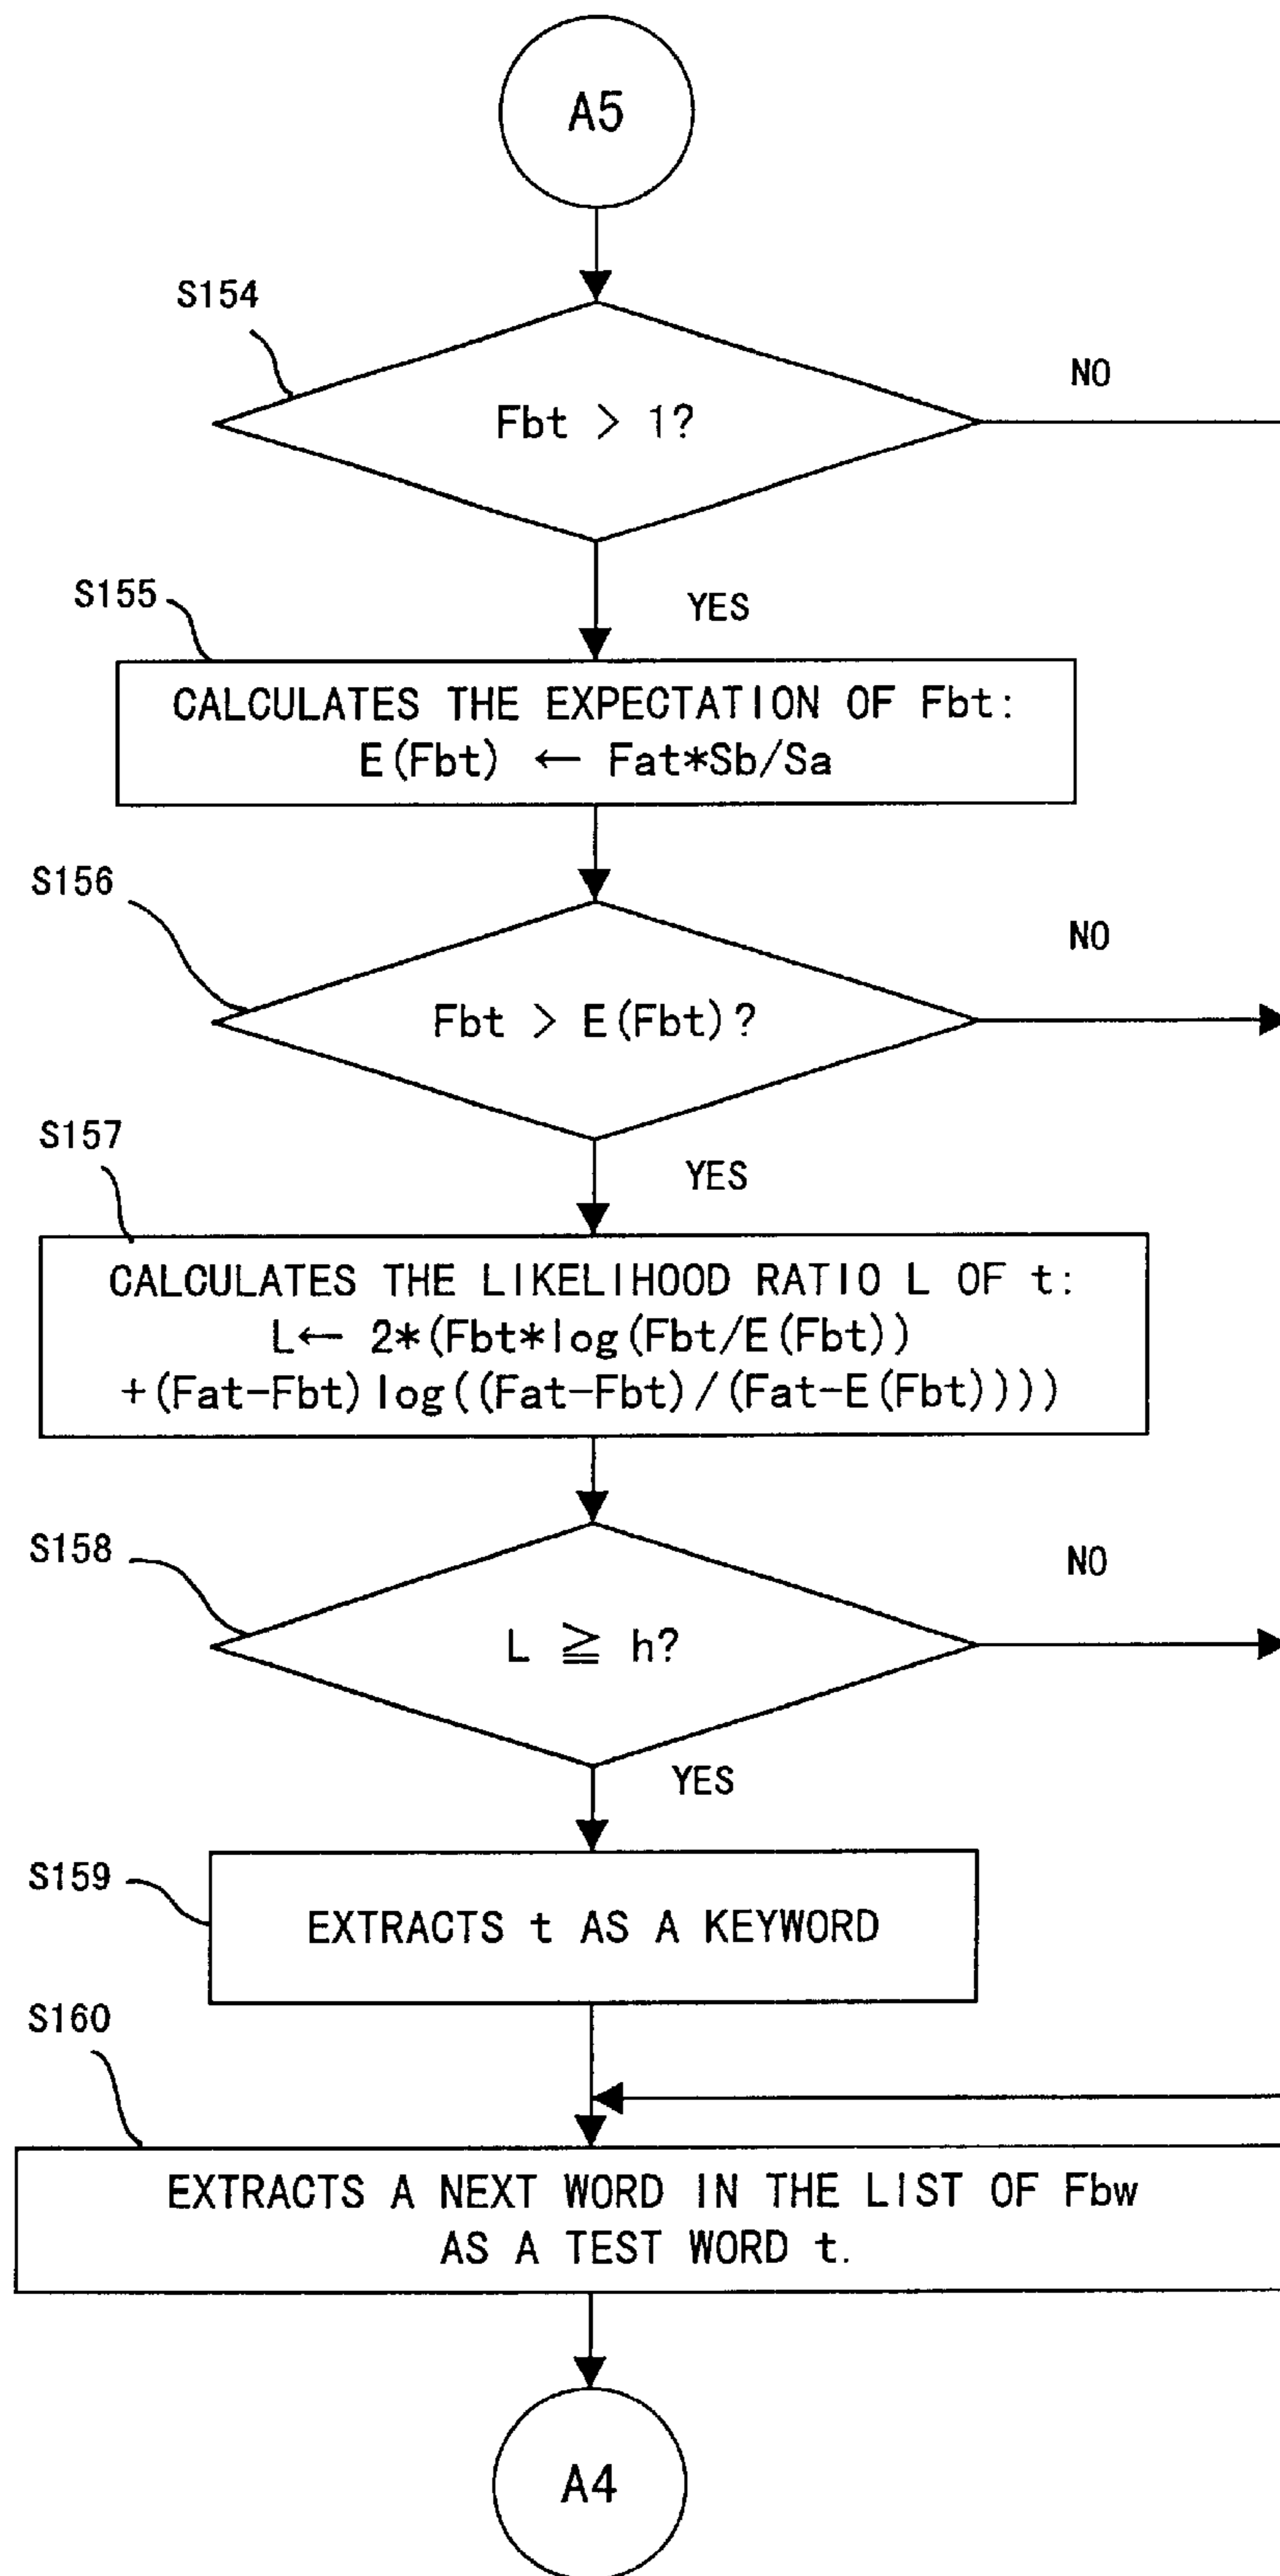 A5
S154
NO
Fbt > 1?
S155
YES
CALCULATES THE EXPECTATION OF Fbt:
E(Fbt) ← Fat*Sb/Sa
S156
NO
Fbt > E(Fbt)?
S157
YES
CALCULATES THE LIKELIHOOD RATIO L OF t:
L← 2*(Fbt*log(Fbt/E(Fbt))
+(Fat-Fbt)log((Fat-Fbt)/(Fat-E(Fbt))))
S158
NO
L ≧ h?
YES
S159
EXTRACTS t AS A KEYWORD
S160
EXTRACTS A NEXT WORD IN THE LIST OF Fbw
AS A TEST WORD t.
A4